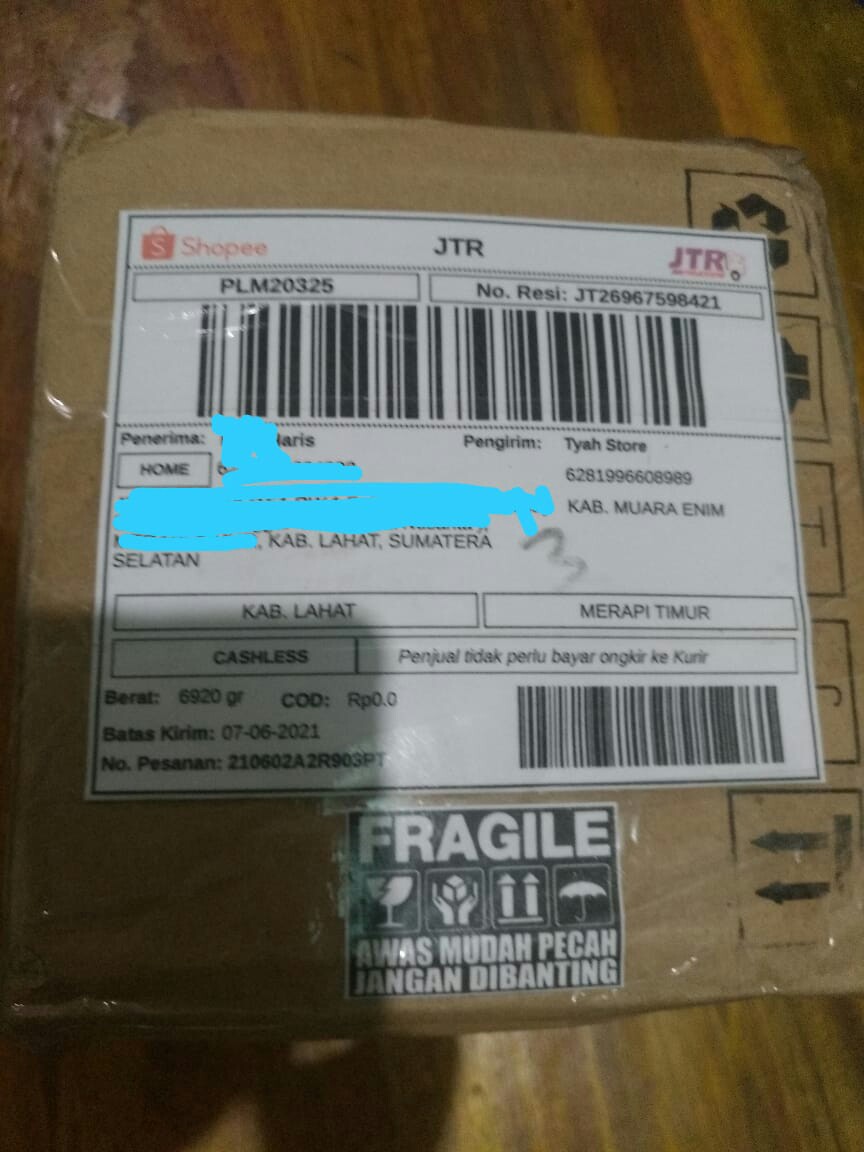 Shopee
JTR
JTR
PLM20325
No. Resi: JT26967598421
Penerima: Haris
Pengirim: Tyah Store
HOME
6281996608989
KAB. MUARA ENIM
, KAB. LAHAT, SUMATERA
SELATAN
KAB. LAHAT
MERAPI TIMUR
CASHLESS
Penjual tidak perlu bayar ongkir ke Kurir
Berat: 6920 gr COD: Rp0.0
Batas Kirim: 07-06-2021
No. Pesanan: 210602A2R903PT
FRAGILE
AWAS MUDAH PECAH
JANGAN DIBANTING